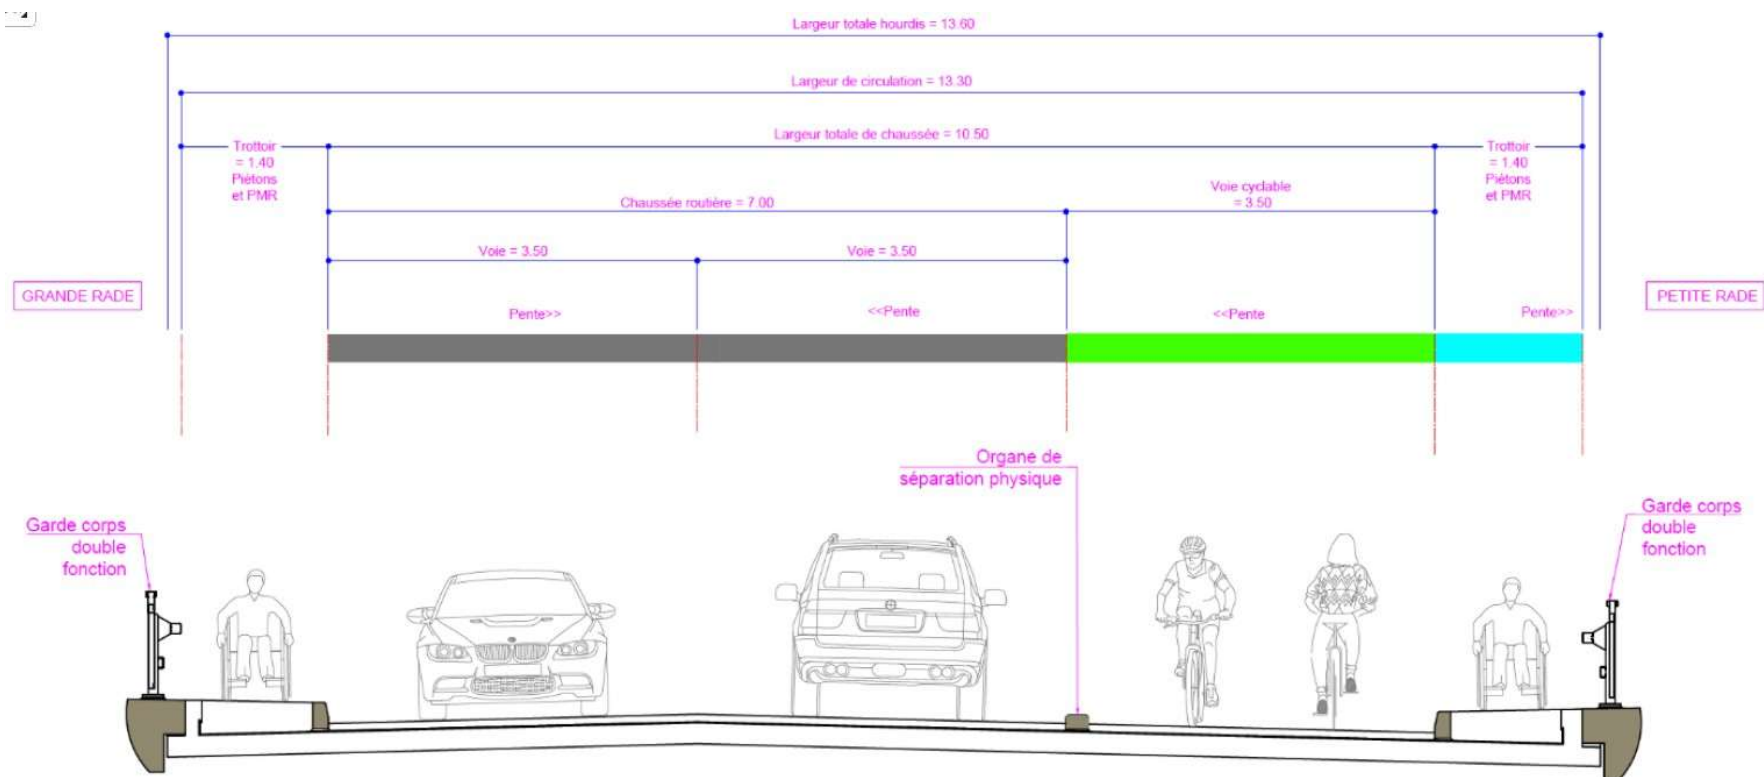 Largeur totale hourdis = 13.60
Largeur de circulation = 13.30
Largeur totale de chaussée = 10.50
Trottoir
= 1.40
Piétons
et PMR
Trottoir
= 1.40
Piétons
et PMR
Voie cyclable
= 3.50
Chaussée routière = 7.00
Voie = 3.50
Voie = 3.50
GRANDE RADE
PETITE RADE
Pente>>
<<Pente
<<Pente
Pente>>
Organe de
séparation physique
Garde corps
double
fonction
Garde corps
double
fonction